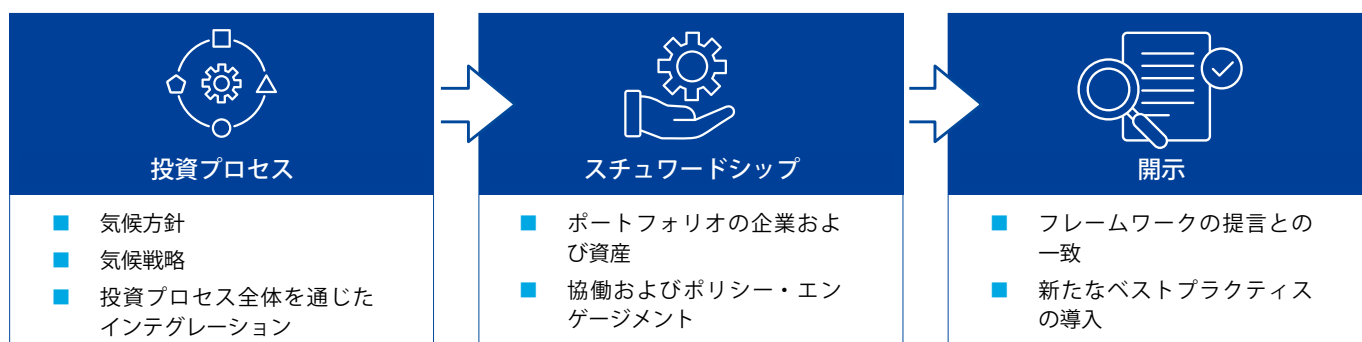 投資プロセス
気候方針
気候戦略
投資プロセス全体を通じた
インテグレーション
スチュワードシップ
ポートフォリオの企業およ
び資産
協働およびポリシー・エン
ゲージメント
開示
フレームワークの提言との
一致
新たなベストプラクティス
の導入